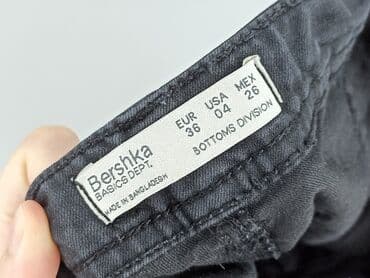 Bershka
BASICS DEPT.
MADE IN BANGLADESH
EUR USA MEX
36 04 26
BOTTOMS DIVISION